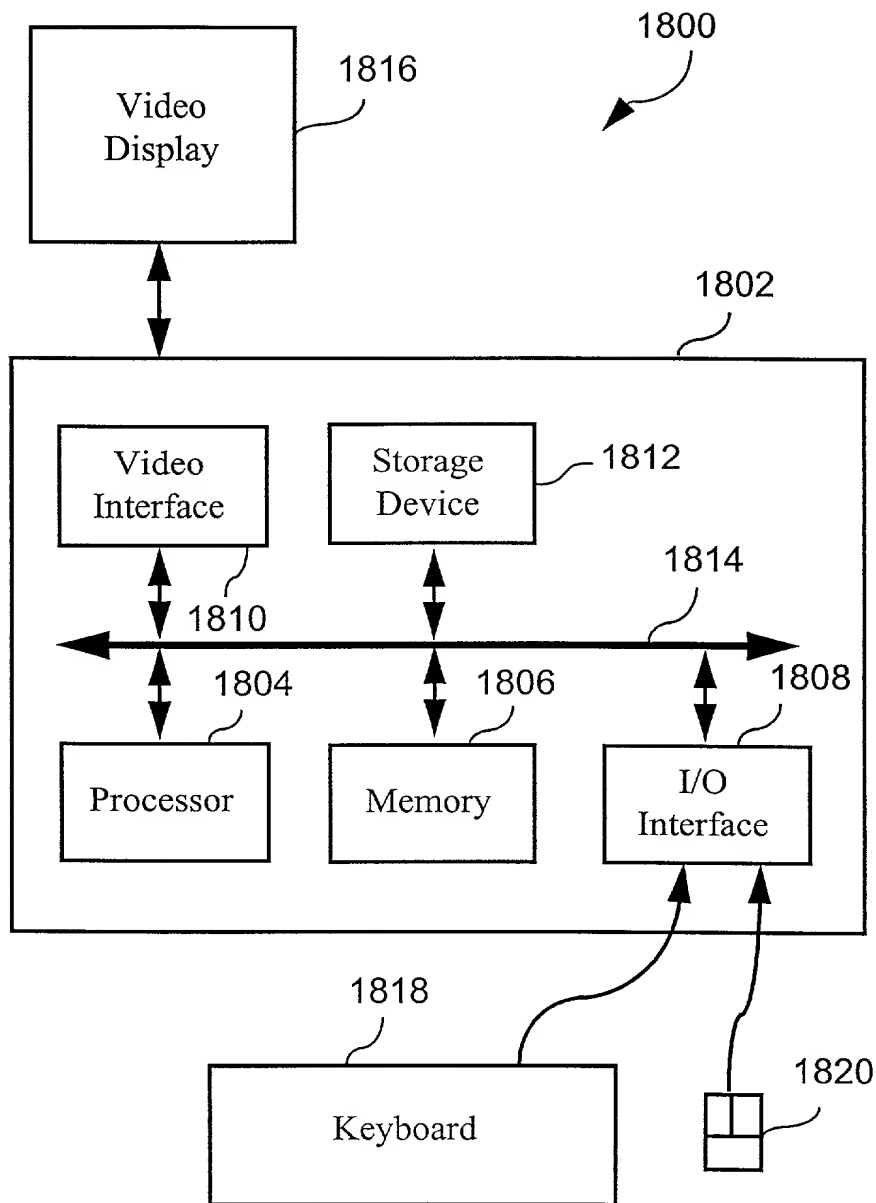 1800
1816
Video
Display
1802
Video
Interface
Storage
Device
1812
1810
1814
1804
1806
1808
Processor
Memory
I/O
Interface
1818
Keyboard
1820